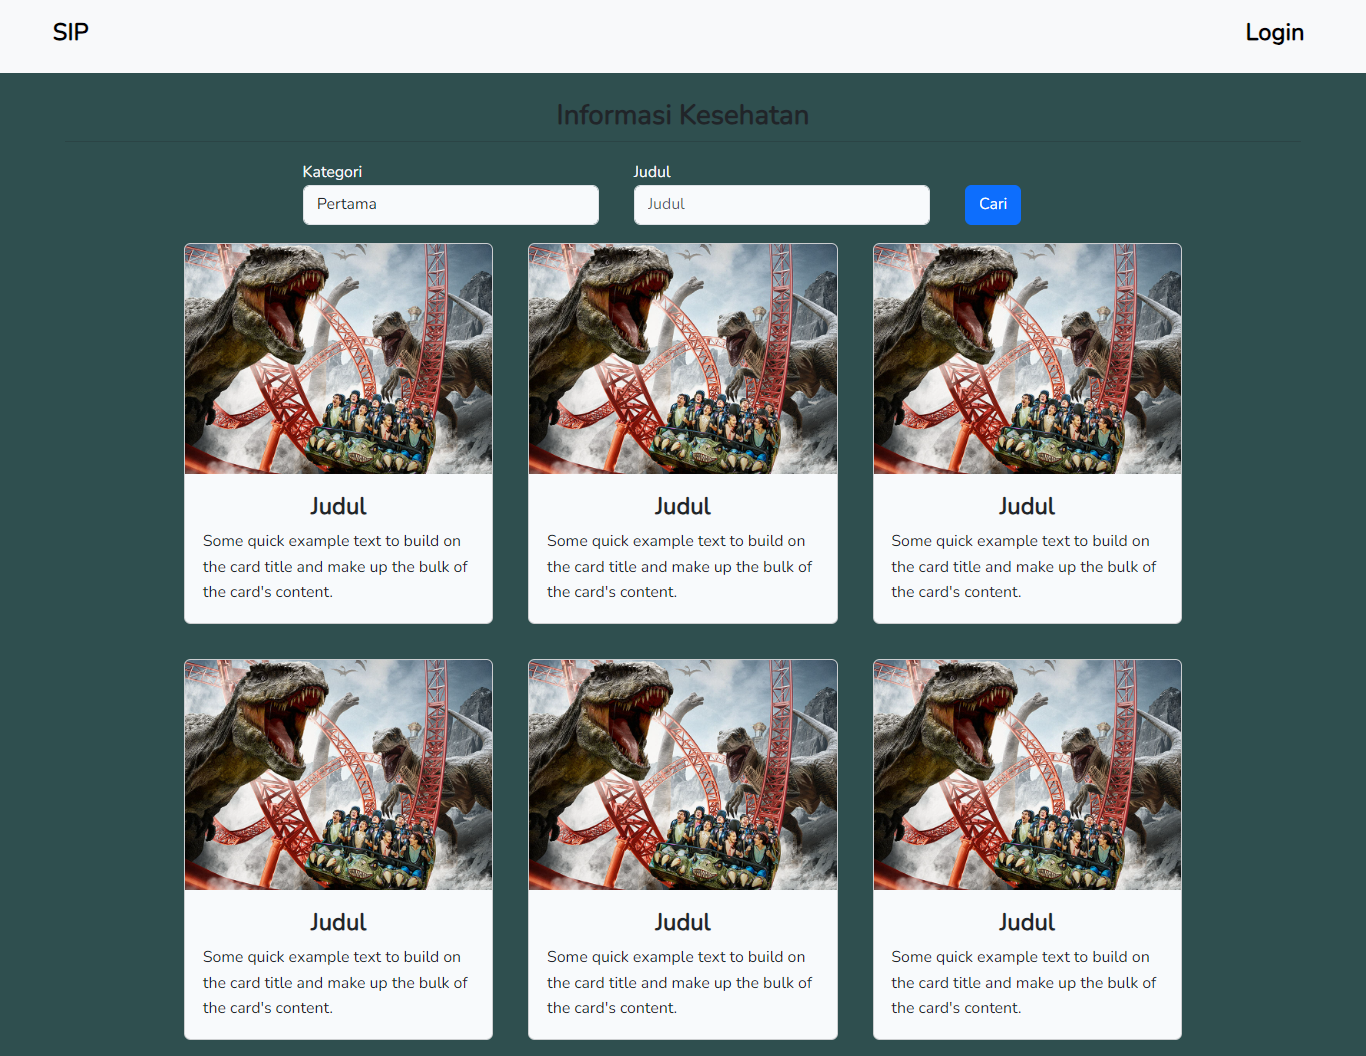 SIP
Login
Informasi Kesehatan
Kategori
Judul
Pertama
Judul
Cari
Judul
Some quick example text to build on
the card title and make up the bulk of
the card's content.
Judul
Some quick example text to build on
the card title and make up the bulk of
the card's content.
Judul
Some quick example text to build on
the card title and make up the bulk of
the card's content.
Judul
Some quick example text to build on
the card title and make up the bulk of
the card's content.
Judul
Some quick example text to build on
the card title and make up the bulk of
the card's content.
Judul
Some quick example text to build on
the card title and make up the bulk of
the card's content.